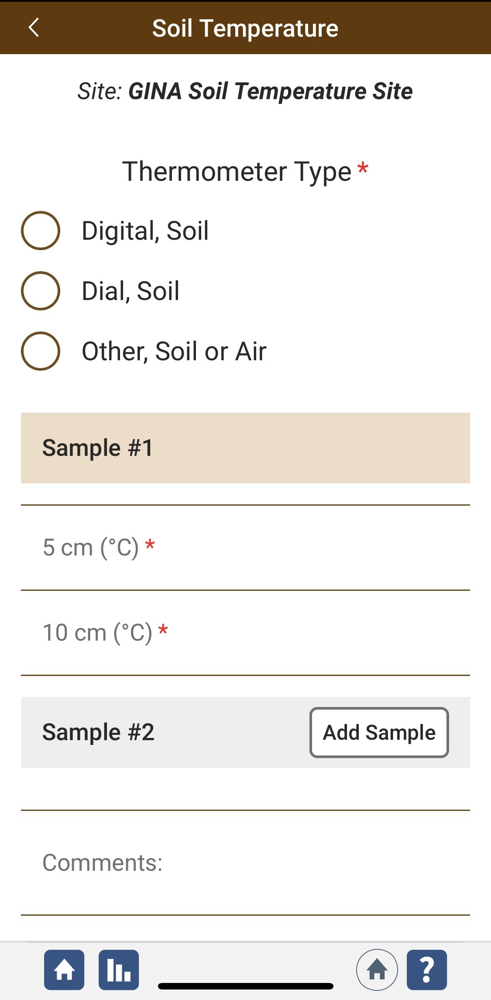 Soil Temperature
Site: GINA Soil Temperature Site
Thermometer Type *
Digital, Soil
Dial, Soil
Other, Soil or Air
Sample #1
5 cm (°C) *
10 cm (°C) *
Sample #2
Add Sample
Comments:
?